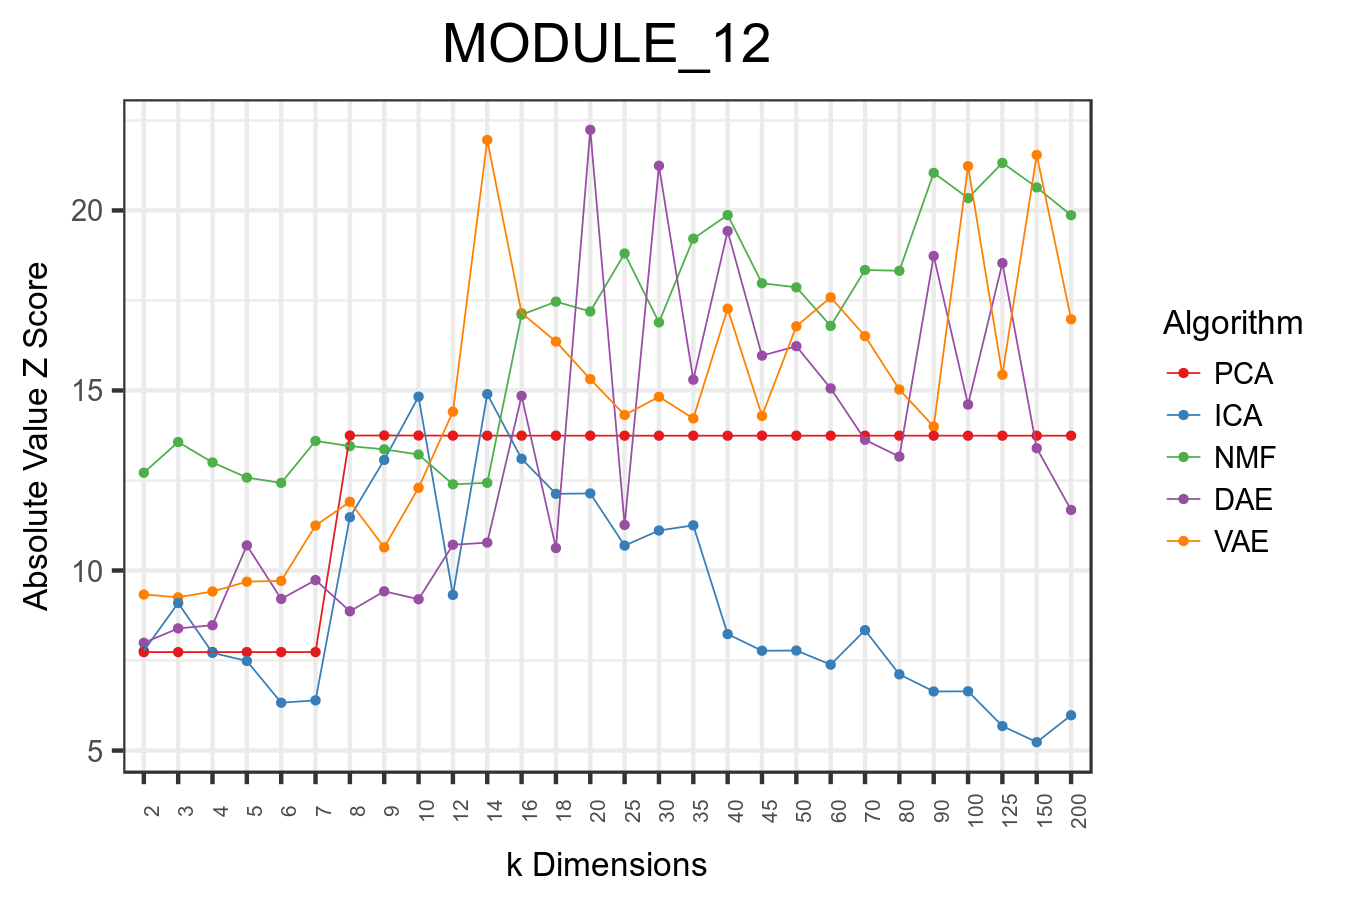 MODULE_12
Absolute Value Z Score
20
15
10
5
2 3 4 5 6 7 8 9 10 12 14 16 18 20 25 30 35 40 45 50 60 70 80 90 100 125 150 200
k Dimensions
Algorithm
PCA
ICA
NMF
DAE
VAE